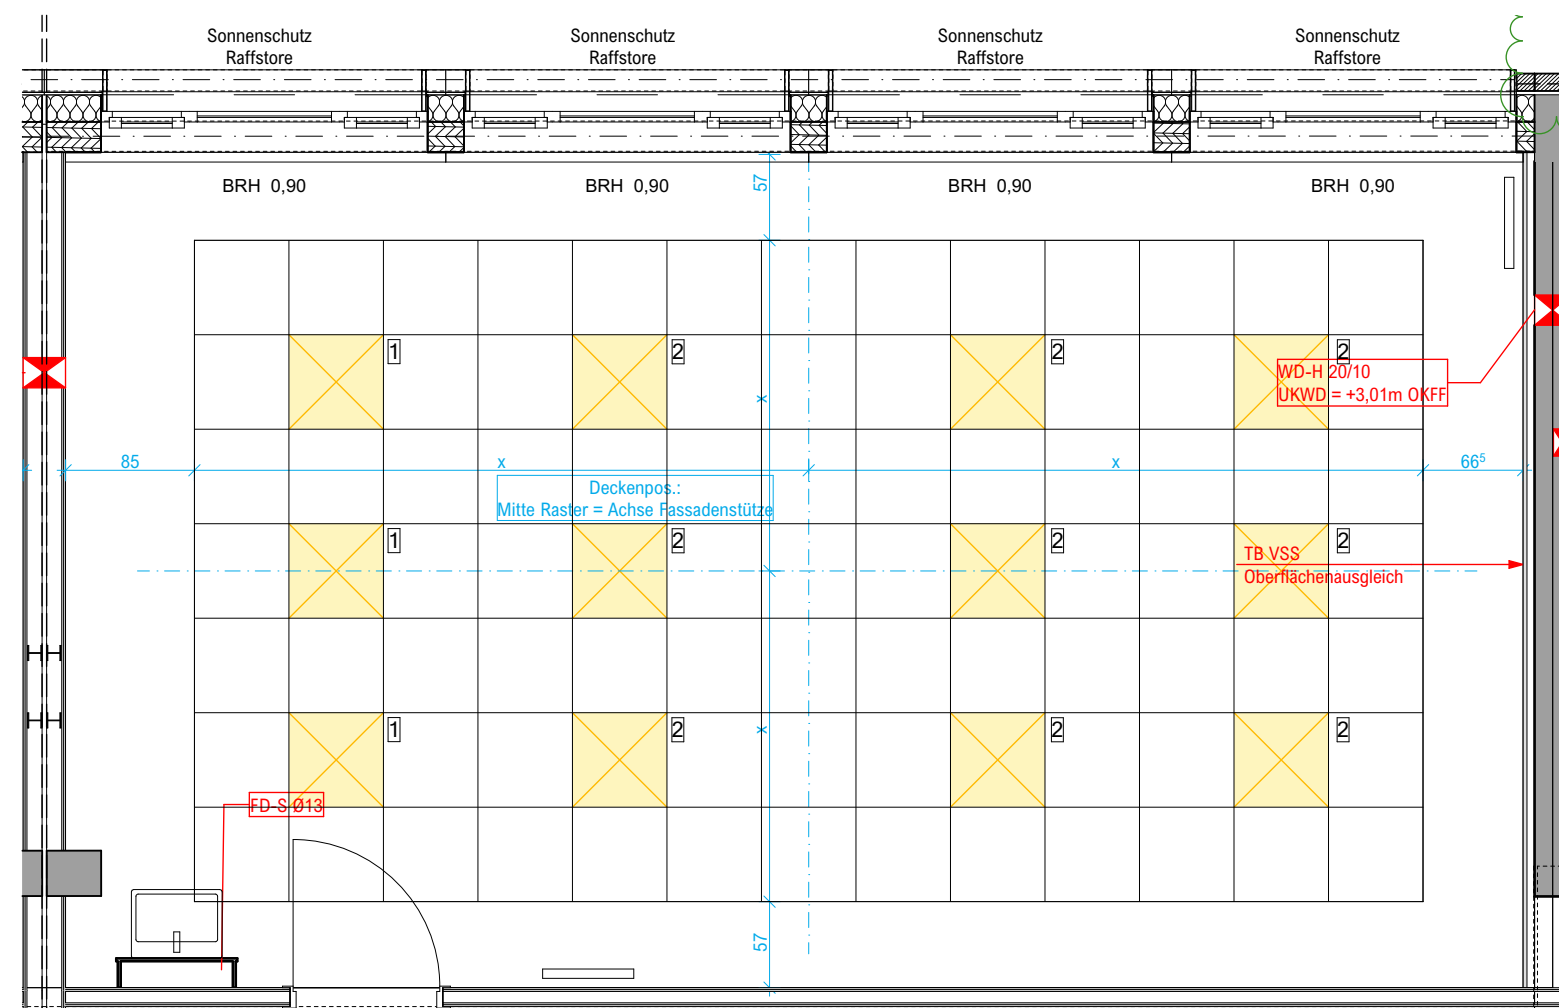 Sonnenschutz
Raffstore
Sonnenschutz
Raffstore
Sonnenschutz
Raffstore
Sonnenschutz
Raffstore
BRH 0,90
BRH 0,90
BRH 0,90
BRH 0,90
57
1
2
2
2
WD-H 20/10
UKWD = +3,01m OKFF
x
85
x
x
66⁵
Deckenpos.:
Mitte Raster = Achse Fassadenstütze
1
2
2
2
TB VSS
Oberflächenausgleich
1
2
2
2
x
FD-S Ø13
57